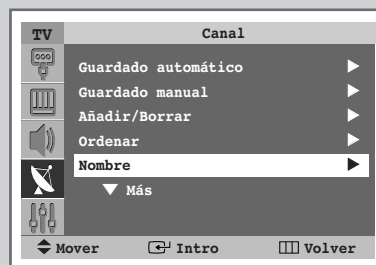 TV Canal
Guardado automático
Guardado manual
Añadir/Borrar
Ordenar
Nombre
Más
Mover Intro Volver